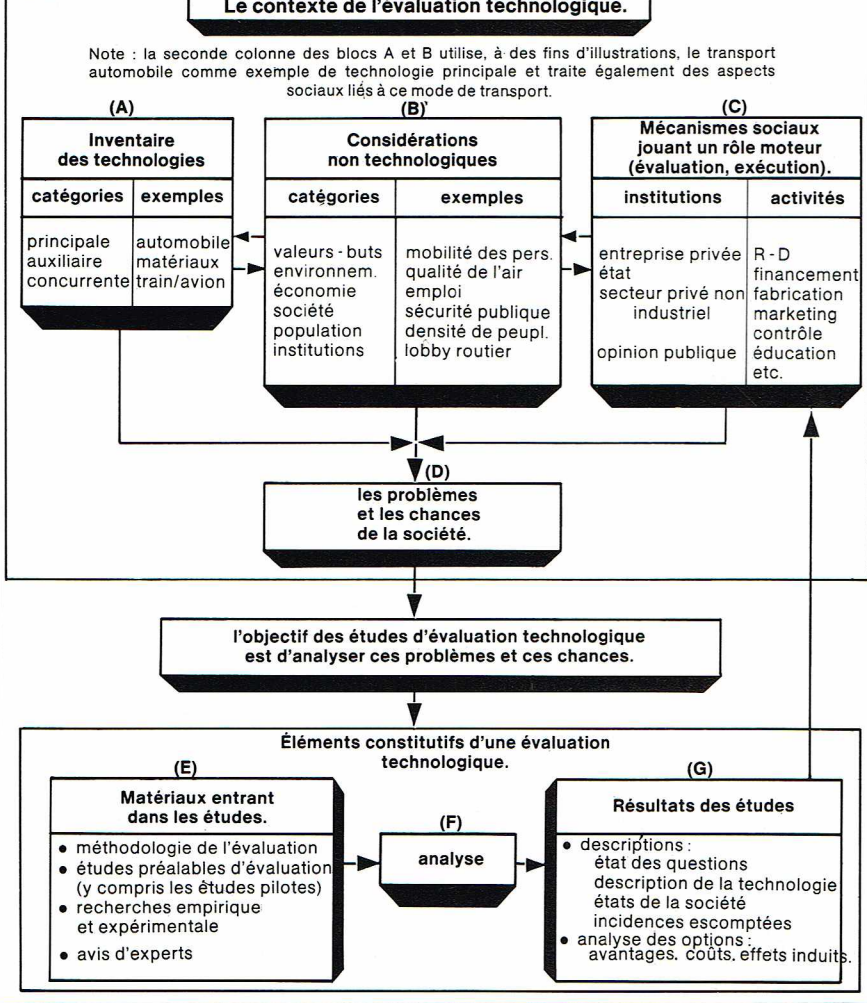 Le contexte de l'évaluation technologique.
Note : la seconde colonne des blocs A et B utilise, à des fins d'illustrations, le transport
automobile comme exemple de technologie principale et traite également des aspects
sociaux liés à ce mode de transport.
(A)
Inventaire
des technologies
catégories exemples
principale automobile
auxiliaire matériaux
concurrente train/avion
(B)
Considérations
non technologiques
catégories exemples
valeurs - buts mobilité des pers.
environnem. qualité de l'air
économie emploi
société sécurité publique
population densité de peupl.
institutions lobby routier
(C)
Mécanismes sociaux
jouant un rôle moteur
(évaluation, exécution).
institutions activités
entreprise privée R - D
état financement
secteur privé non fabrication
industriel marketing
contrôle
opinion publique éducation
etc.
(D)
les problèmes
et les chances
de la société.
l'objectif des études d'évaluation technologique
est d'analyser ces problèmes et ces chances.
Éléments constitutifs d'une évaluation
technologique.
(E)
Matériaux entrant
dans les études.
• méthodologie de l'évaluation
• études préalables d'évaluation
(y compris les études pilotes)
• recherches empirique
et expérimentale
• avis d'experts
(F)
analyse
(G)
Résultats des études
• descriptions :
état des questions
description de la technologie
états de la société
incidences escomptées
• analyse des options :
avantages. coûts. effets induits.